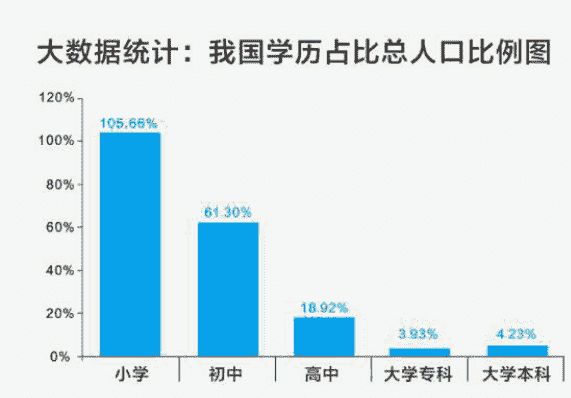 大数据统计：我国学历占比总人口比例图
120%
105.66%
100%
80%
61.30%
60%
40%
18.92%
20%
3.93%
4.23%
0%
小学
初中
高中
大学专科
大学本科